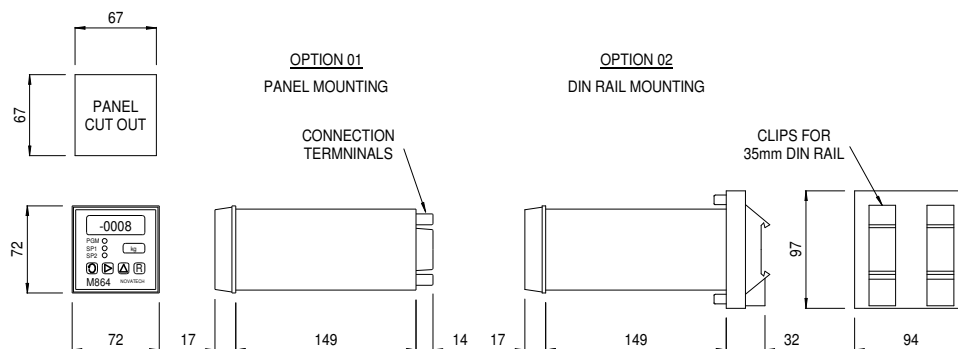 67
OPTION 01
OPTION 02
PANEL MOUNTING
DIN RAIL MOUNTING
67
PANEL
CUT OUT
CONNECTION
TERMNINALS
CLIPS FOR
35mm DIN RAIL
72
-0008
PGM
SP1
SP2
kg
R
M864
NOVATECH
97
72
17
149
14
17
149
32
94